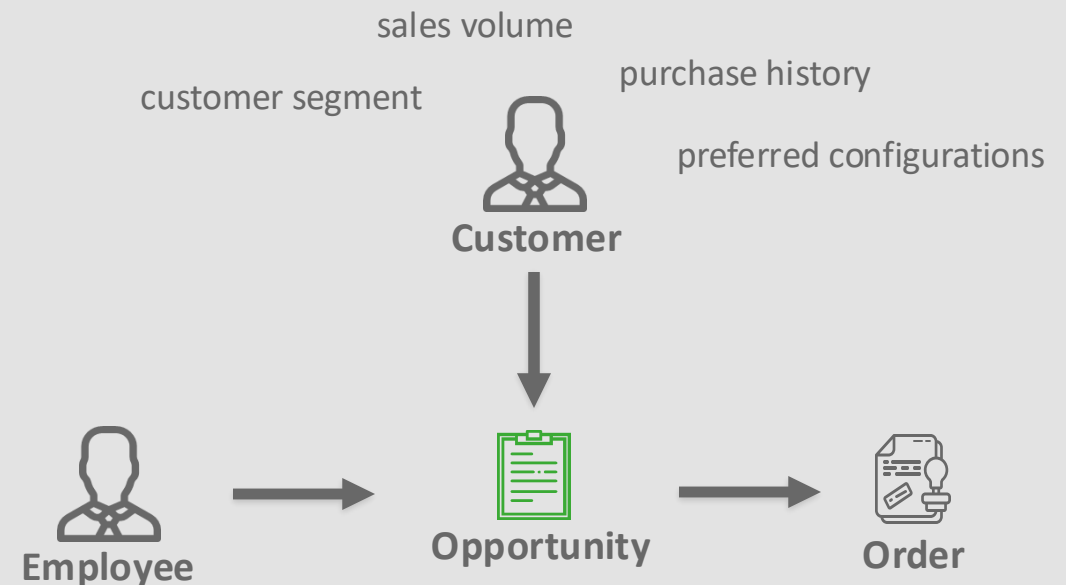 sales volume
purchase history
customer segment
preferred configurations
Customer
Employee
Opportunity
Order